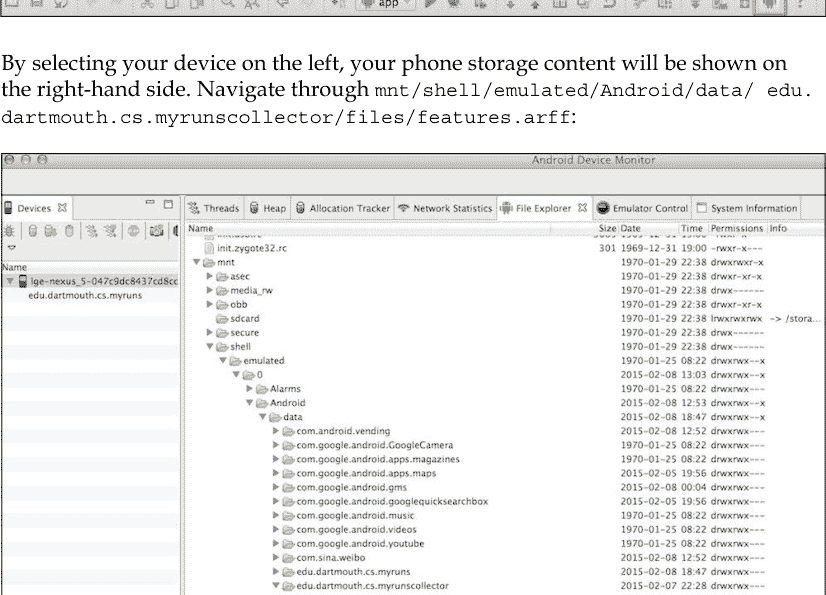 app
By selecting your device on the left, your phone storage content will be shown on
the right-hand side. Navigate through mnt/shell/emulated/Android/data/ edu.
dartmouth.cs.myrunscollector/files/features.arff:
Android Device Monitor
Devices Threads Heap Allocation Tracker Network Statistics File Explorer Emulator Control System Information
Name Size Date Time Permissions Info
init.zygote32.rc 301 1969-12-31 19:00 -rwxr-x---
mnt 1970-01-29 22:38 drwxrwxr-x
Name
asec 1970-01-29 22:38 drwxr-xr-x
lge-nexus_5-047c9dc8437cd8cc
media_rw 1970-01-29 22:38 drwx------
edu.dartmouth.cs.myruns
obb 1970-01-29 22:38 drwxr-xr-x
sdcard 1970-01-29 22:38 lrwxrwxrwx -> /stora...
secure 1970-01-29 22:38 drwx------
shell 1970-01-29 22:38 drwx------
emulated 1970-01-25 08:22 drwxrwx--x
0 2015-02-08 13:03 drwxrwx--x
Alarms 1970-01-25 08:22 drwxrwx---
Android 2015-02-08 12:53 drwxrwx--x
data 2015-02-08 18:47 drwxrwx--x
com.android.vending 2015-02-08 12:52 drwxrwx---
com.google.android.GoogleCamera 1970-01-25 08:22 drwxrwx---
com.google.android.apps.magazines 1970-01-25 08:22 drwxrwx---
com.google.android.apps.maps 2015-02-05 19:56 drwxrwx---
com.google.android.gms 2015-02-08 00:04 drwxrwx---
com.google.android.googlequicksearchbox 2015-02-05 19:56 drwxrwx---
com.google.android.music 1970-01-25 08:22 drwxrwx---
com.google.android.videos 1970-01-25 08:22 drwxrwx---
com.google.android.youtube 1970-01-25 08:22 drwxrwx---
com.sina.weibo 2015-02-08 12:52 drwxrwx---
edu.dartmouth.cs.myruns 2015-02-08 18:47 drwxrwx---
edu.dartmouth.cs.myrunscollector 2015-02-07 22:28 drwxrwx---